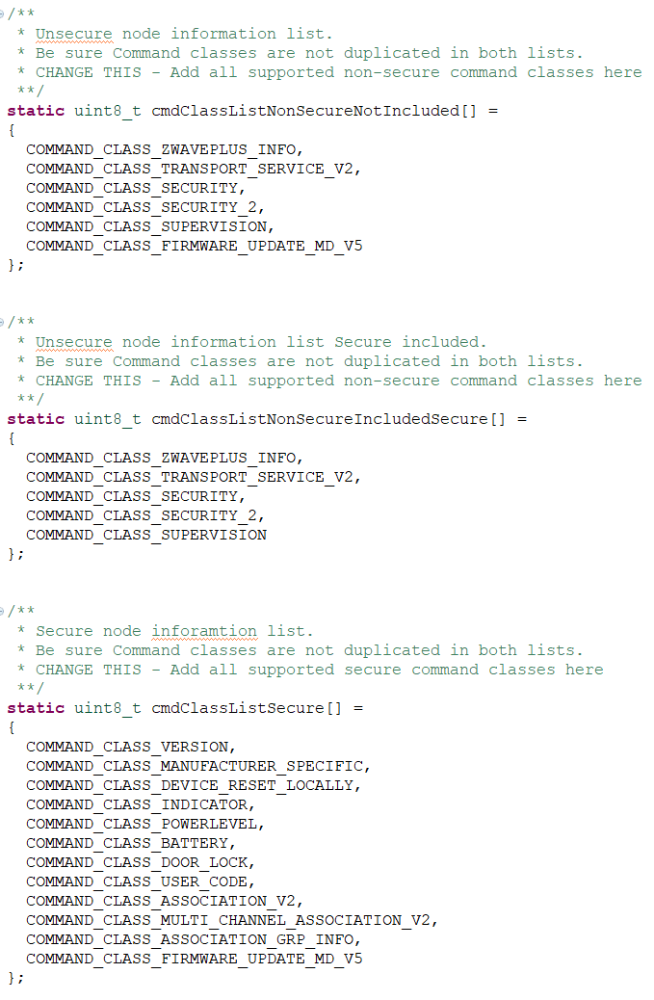 /**
 * Unsecure node information list.
 * Be sure Command classes are not duplicated in both lists.
 * CHANGE THIS - Add all supported non-secure command classes here
 **/
static uint8_t cmdClassListNonSecureNotIncluded[] =
{
  COMMAND_CLASS_ZWAVEPLUS_INFO,
  COMMAND_CLASS_TRANSPORT_SERVICE_V2,
  COMMAND_CLASS_SECURITY,
  COMMAND_CLASS_SECURITY_2,
  COMMAND_CLASS_SUPERVISION,
  COMMAND_CLASS_FIRMWARE_UPDATE_MD_V5
};
/**
 * Unsecure node information list Secure included.
 * Be sure Command classes are not duplicated in both lists.
 * CHANGE THIS - Add all supported non-secure command classes here
 **/
static uint8_t cmdClassListNonSecureIncludedSecure[] =
{
  COMMAND_CLASS_ZWAVEPLUS_INFO,
  COMMAND_CLASS_TRANSPORT_SERVICE_V2,
  COMMAND_CLASS_SECURITY,
  COMMAND_CLASS_SECURITY_2,
  COMMAND_CLASS_SUPERVISION
};
/**
 * Secure node inforamtion list.
 * Be sure Command classes are not duplicated in both lists.
 * CHANGE THIS - Add all supported secure command classes here
 **/
static uint8_t cmdClassListSecure[] =
{
  COMMAND_CLASS_VERSION,
  COMMAND_CLASS_MANUFACTURER_SPECIFIC,
  COMMAND_CLASS_DEVICE_RESET_LOCALLY,
  COMMAND_CLASS_INDICATOR,
  COMMAND_CLASS_POWERLEVEL,
  COMMAND_CLASS_BATTERY,
  COMMAND_CLASS_DOOR_LOCK,
  COMMAND_CLASS_USER_CODE,
  COMMAND_CLASS_ASSOCIATION_V2,
  COMMAND_CLASS_MULTI_CHANNEL_ASSOCIATION_V2,
  COMMAND_CLASS_ASSOCIATION_GRP_INFO,
  COMMAND_CLASS_FIRMWARE_UPDATE_MD_V5
};